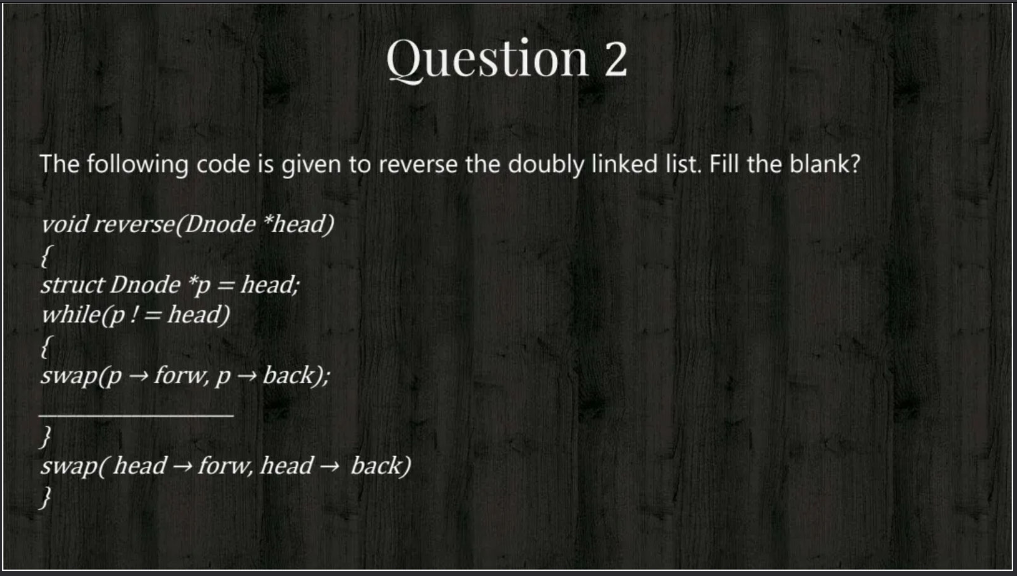 Question 2
The following code is given to reverse the doubly linked list. Fill the blank?
void reverse(Dnode *head)
{
struct Dnode *p = head;
while(p ! = head)
{
swap(p → forw, p → back);
________________
}
swap( head → forw, head → back)
}